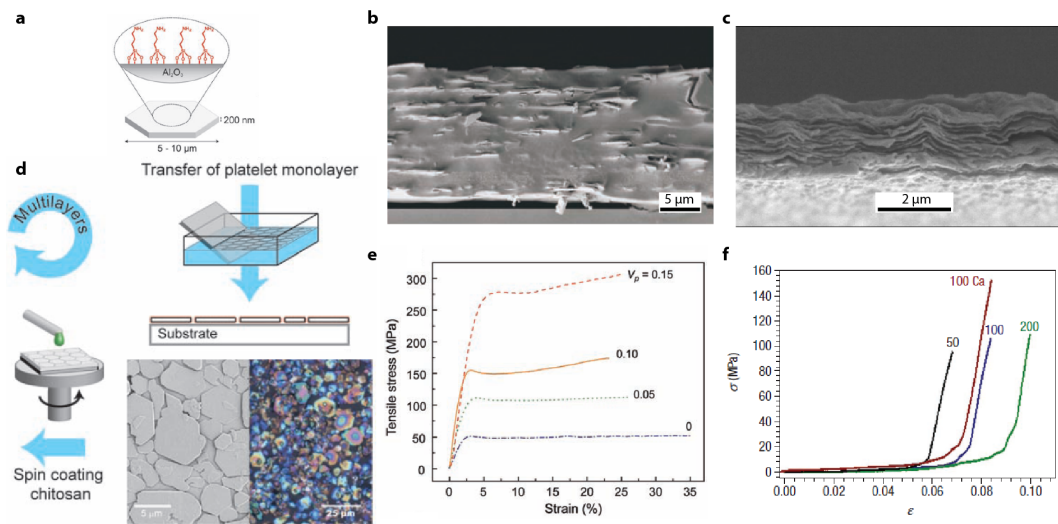 a
NH₂ NH₂ NH₂ NH₂
Al₂O₃
200 nm
5 - 10 μm
b
5 μm
c
2 μm
d
Multilayers
Transfer of platelet monolayer
Substrate
Spin coating
chitosan
5 μm
25 μm
e
Tensile stress (MPa)
300
250
200
150
100
50
0
Vp = 0.15
0.10
0.05
0
0 5 10 15 20 25 30 35
Strain (%)
f
σ (MPa)
160
140
120
100
80
60
40
20
0
100 Ca
50
100
200
0.00 0.02 0.04 0.06 0.08 0.10
ε